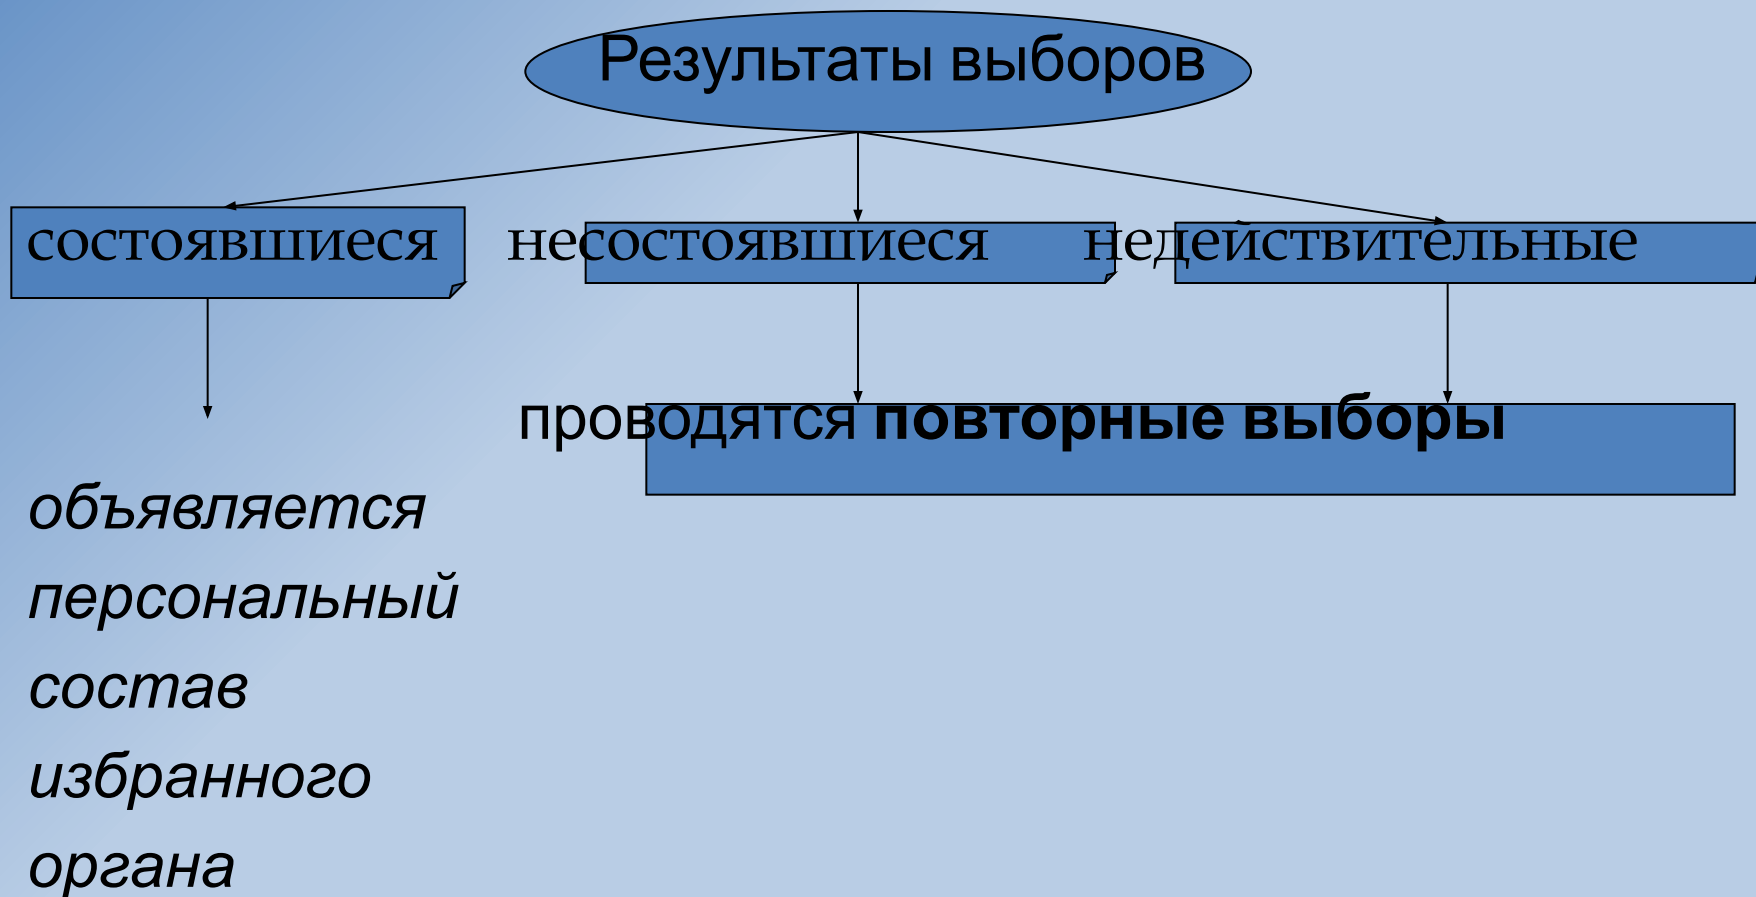 Результаты выборов
состоявшиеся
несостоявшиеся
недействительные
проводятся повторные выборы
объявляется
персональный
состав
избранного
органа